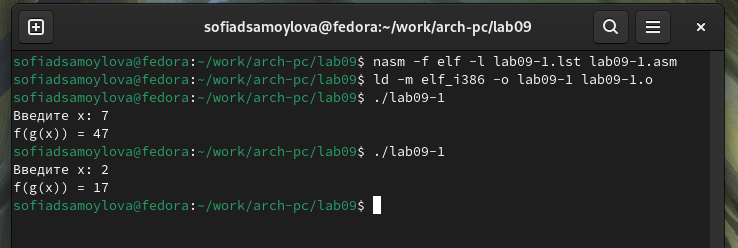 sofiadsamoylova@fedora:~/work/arch-pc/lab09
sofiadsamoylova@fedora:~/work/arch-pc/lab09$ nasm -f elf -l lab09-1.lst lab09-1.asm
sofiadsamoylova@fedora:~/work/arch-pc/lab09$ ld -m elf_i386 -o lab09-1 lab09-1.o
sofiadsamoylova@fedora:~/work/arch-pc/lab09$ ./lab09-1
Введите x: 7
f(g(x)) = 47
sofiadsamoylova@fedora:~/work/arch-pc/lab09$ ./lab09-1
Введите x: 2
f(g(x)) = 17
sofiadsamoylova@fedora:~/work/arch-pc/lab09$